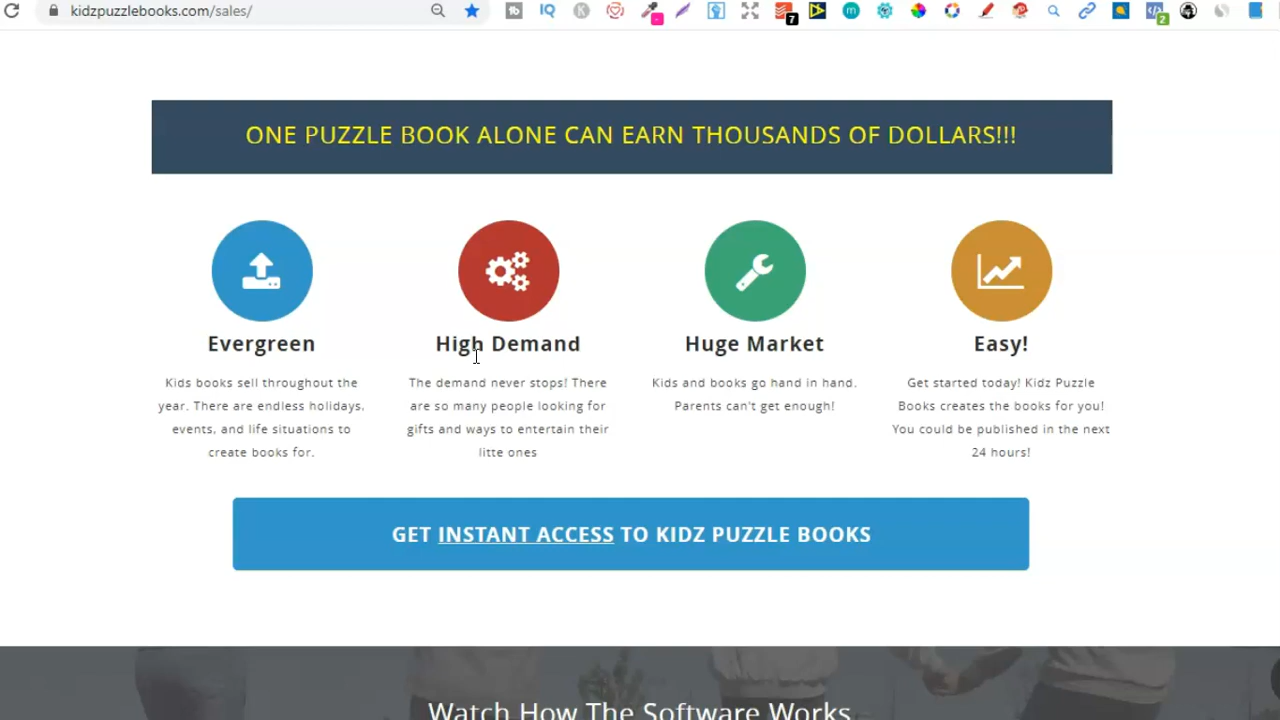 kidzpuzzlebooks.com/sales/
7
2
ONE PUZZLE BOOK ALONE CAN EARN THOUSANDS OF DOLLARS!!!
Evergreen
Kids books sell throughout the
year. There are endless holidays,
events, and life situations to
create books for.
High Demand
The demand never stops! There
are so many people looking for
gifts and ways to entertain their
litte ones
Huge Market
Kids and books go hand in hand.
Parents can't get enough!
Easy!
Get started today! Kidz Puzzle
Books creates the books for you!
You could be published in the next
24 hours!
GET INSTANT ACCESS TO KIDZ PUZZLE BOOKS
Watch How The Software Works